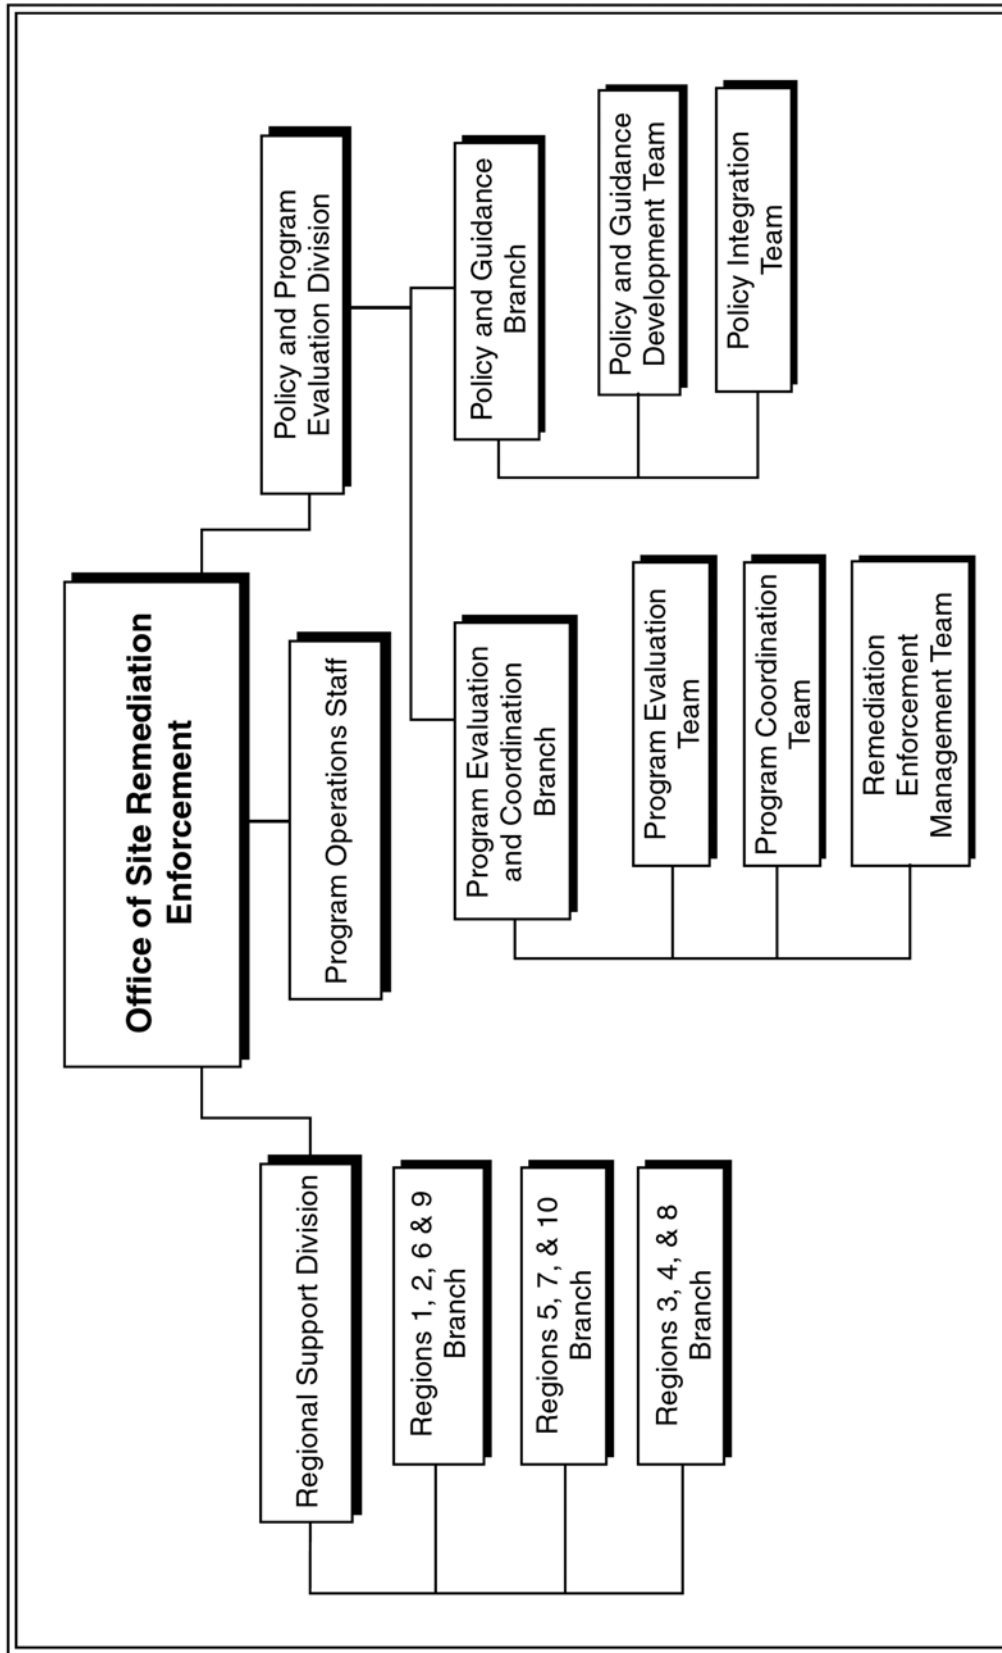 Office of Site Remediation
Enforcement
Regional Support Division
Regions 1, 2, 6 & 9
Branch
Regions 5, 7, & 10
Branch
Regions 3, 4, & 8
Branch
Program Operations Staff
Policy and Program
Evaluation Division
Program Evaluation
and Coordination
Branch
Program Evaluation
Team
Program Coordination
Team
Remediation
Enforcement
Management Team
Policy and Guidance
Branch
Policy and Guidance
Development Team
Policy Integration
Team